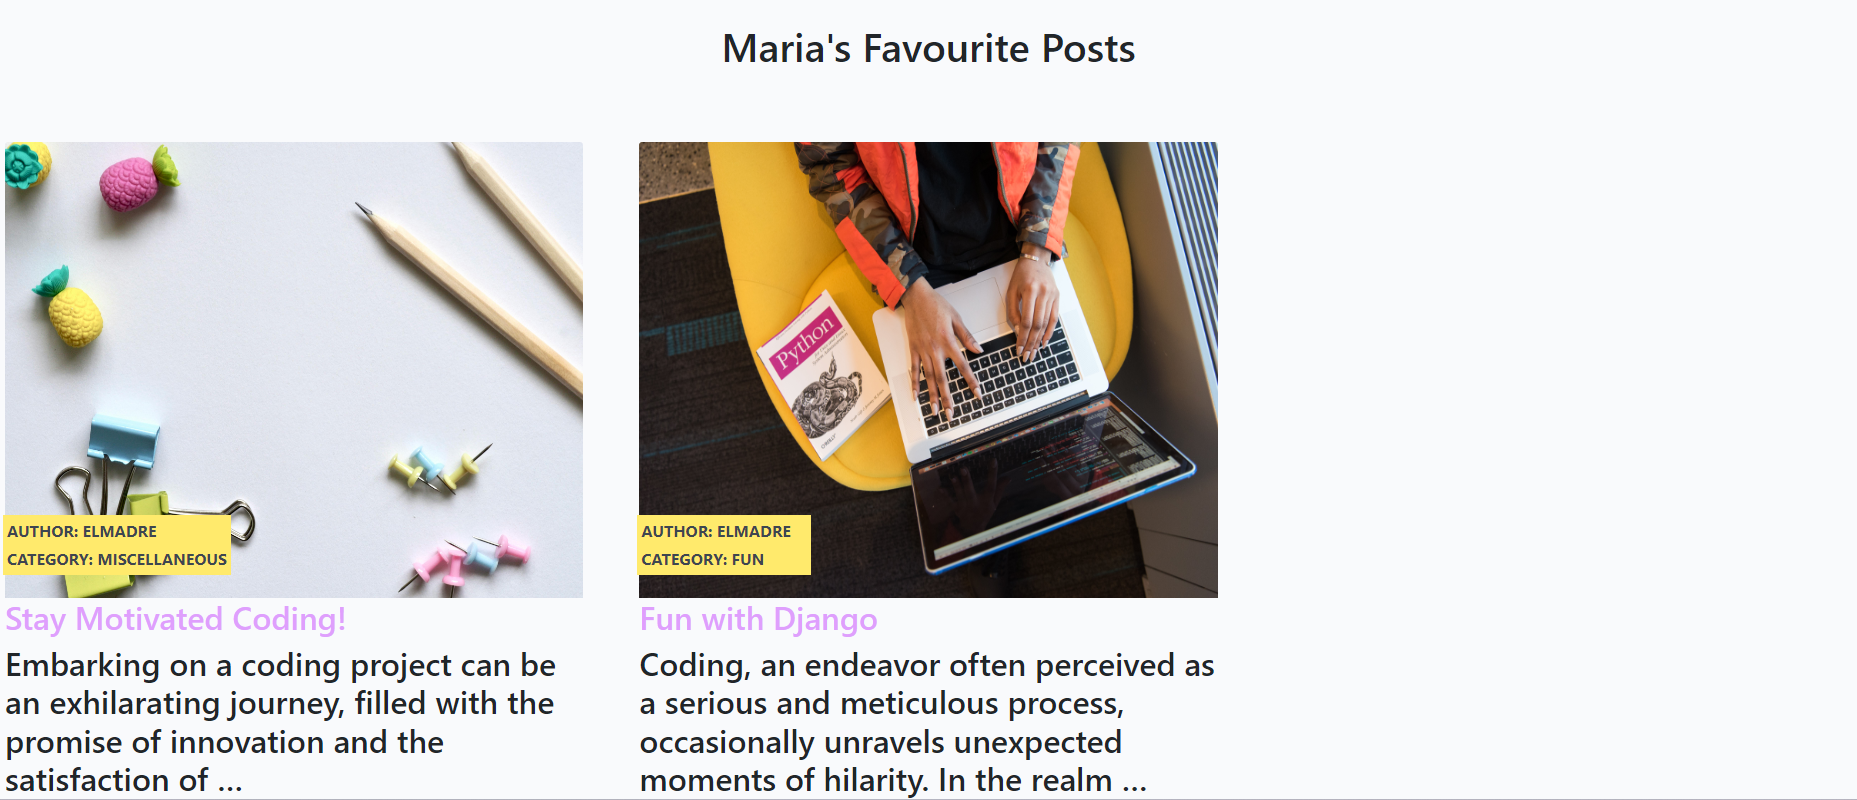 Maria's Favourite Posts
Python
O'REILLY
AUTHOR: ELMADRE
CATEGORY: MISCELLANEOUS
Stay Motivated Coding!
Embarking on a coding project can be
an exhilarating journey, filled with the
promise of innovation and the
satisfaction of ...
AUTHOR: ELMADRE
CATEGORY: FUN
Fun with Django
Coding, an endeavor often perceived as
a serious and meticulous process,
occasionally unravels unexpected
moments of hilarity. In the realm ...